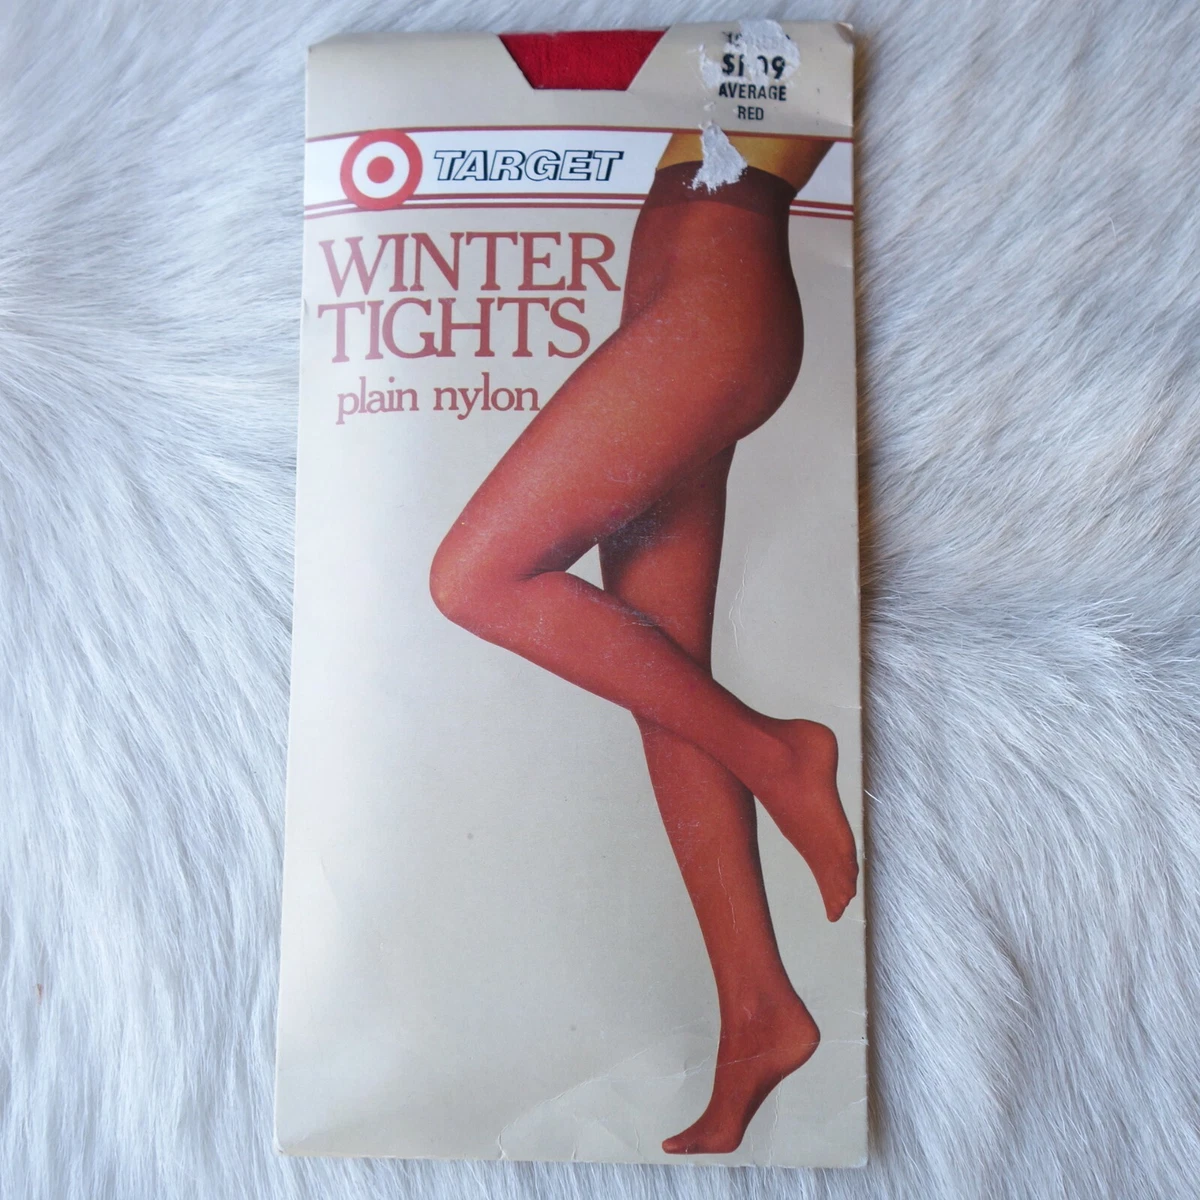 AVERAGE
RED
TARGET
WINTER
TIGHTS
plain nylon